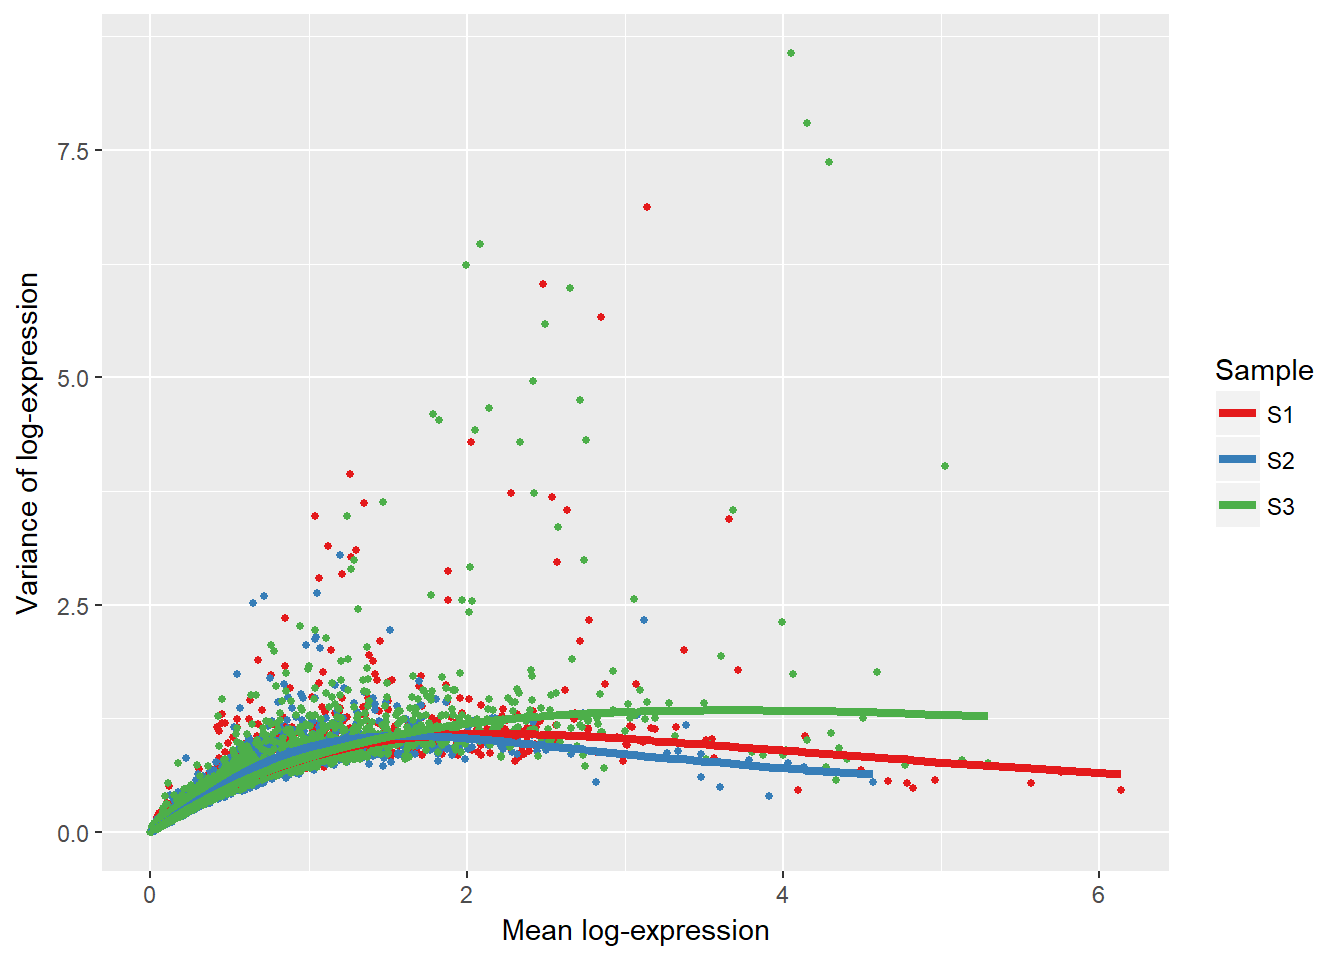 Variance of log-expression
7.5
5.0
2.5
0.0
0
2
4
6
Mean log-expression
Sample
S1
S2
S3